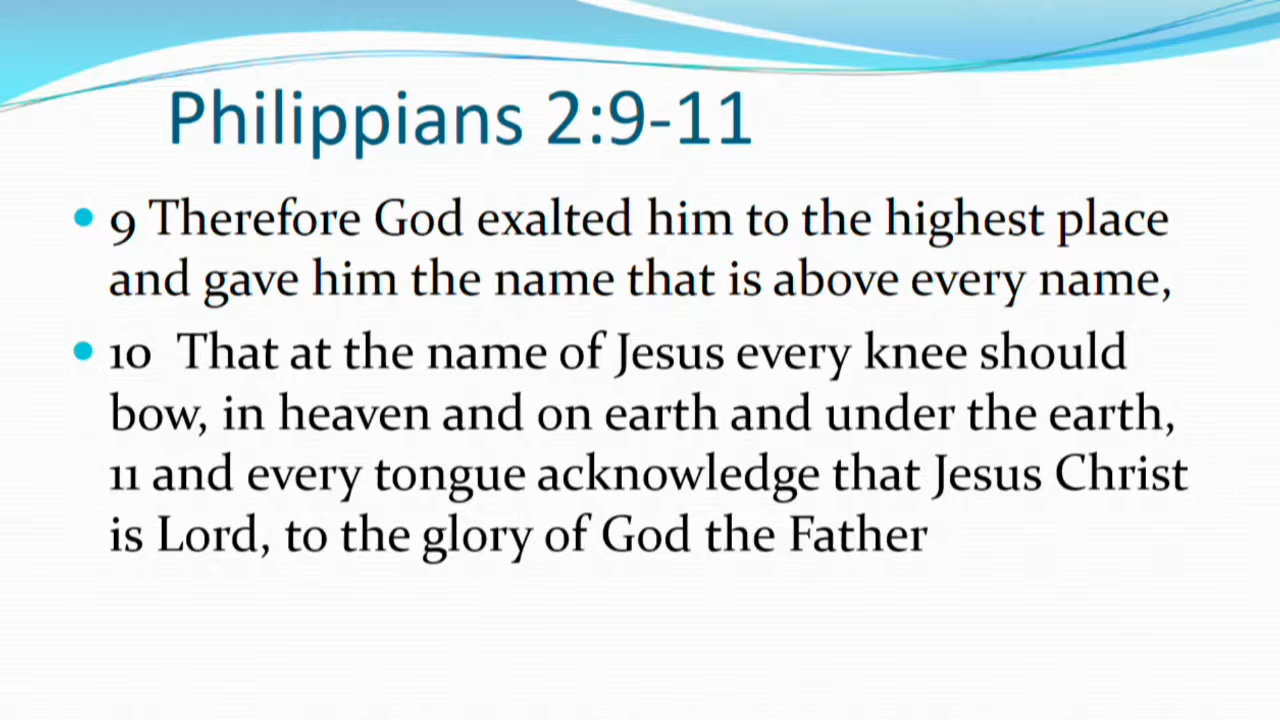 Philippians 2:9-11
• 9 Therefore God exalted him to the highest place
and gave him the name that is above every name,
• 10 That at the name of Jesus every knee should
bow, in heaven and on earth and under the earth,
11 and every tongue acknowledge that Jesus Christ
is Lord, to the glory of God the Father